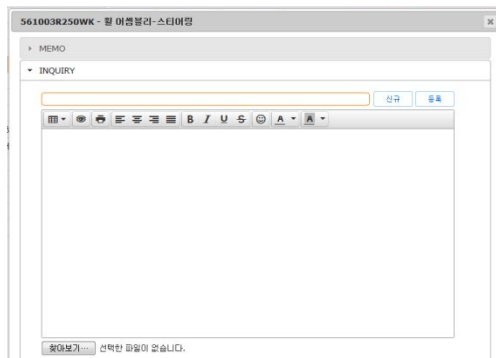 561003R250WK - 휠 어셈블리-스티어링
MEMO
INQUIRY
신규 등록
B I U S A A
찾아보기... 선택한 파일이 없습니다.